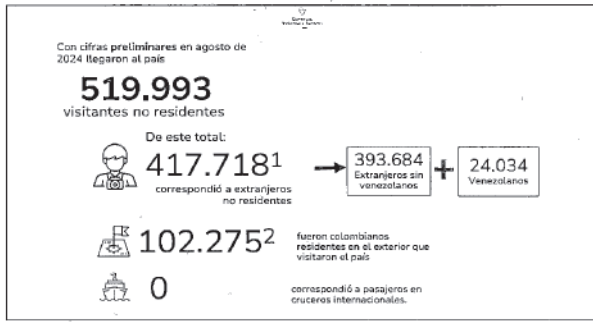 Con cifras preliminares en agosto de
2024 llegaron al país
519.993
visitantes no residentes
De este total:
417.718¹
correspondió a extranjeros
no residentes
393.684
Extranjeros sin
venezolanos
+
24.034
Venezolanos
102.275²
fueron colombianos
residentes en el exterior que
visitaron el país
0
correspondió a pasajeros en
cruceros internacionales.